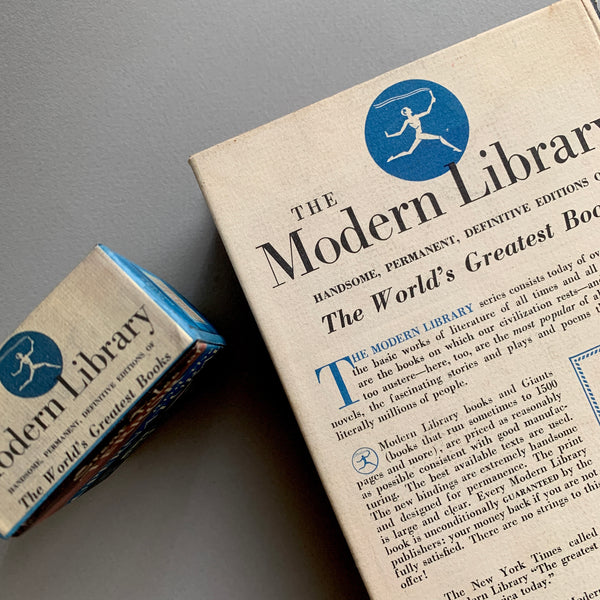 THE
Modern Library
HANDSOME, PERMANENT, DEFINITIVE EDITIONS O
The World's Greatest Boo
THE MODERN LIBRARY series consists today of ov
the basic works of literature of all times and all
are the books on which our civilization rests—an
too austere—here, too, are the most popular of a
novels, the fascinating stories and plays and poems t
literally millions of people.
Modern Library books and Giants
(books that run sometimes to 1500
pages and more), are priced as reasonably
as possible consistent with good manufac-
turing. The best available texts are used.
The new bindings are extremely handsome
and designed for permanence. The print
is large and clear. Every Modern Library
book is unconditionally GUARANTEED by the
publishers: your money back if you are no
fully satisfied. There are no strings to this
offer!
The New York Times called
dern Library "The greatest
erica today."
odern Library
HANDSOME, PERMANENT, DEFINITIVE EDITIONS OF
The World's Greatest Books